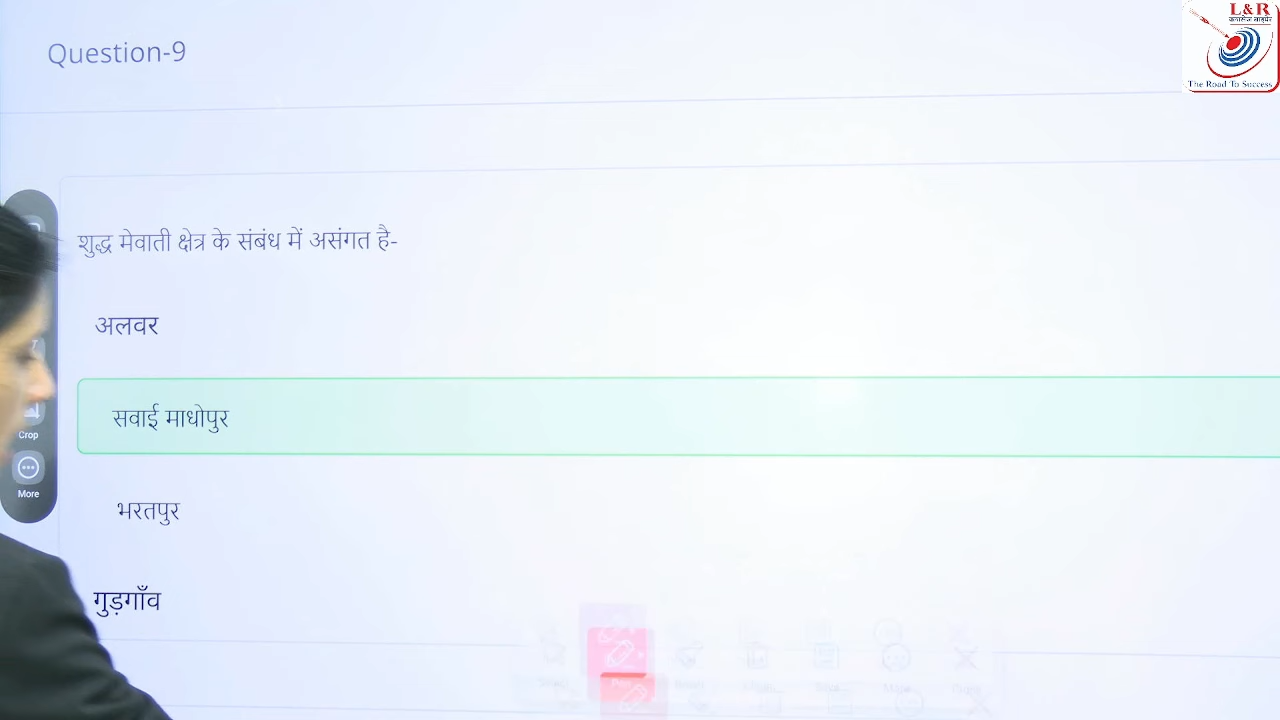 L&R
Question-9
The Road To Success
शुद्ध मेवाती क्षेत्र के संबंध में असंगत है-
अलवर
सवाई माधोपुर
Crop
More
भरतपुर
गुड़गाँव